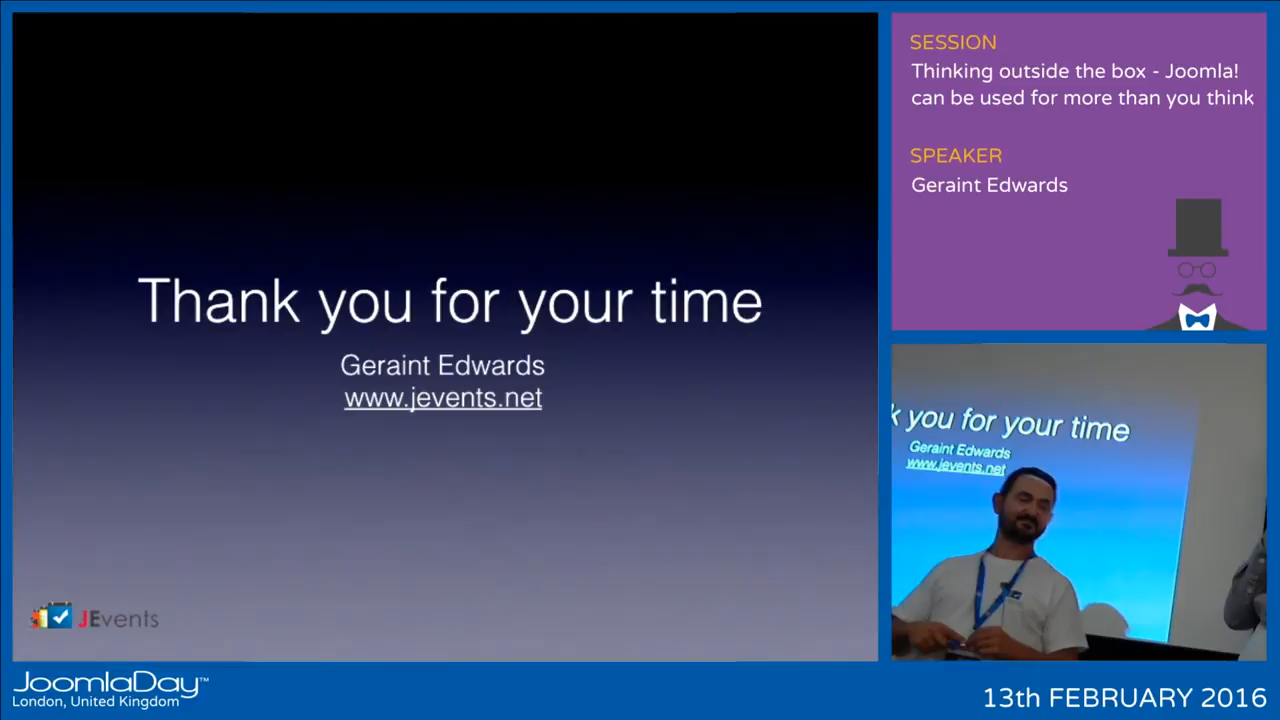 Thank you for your time
Geraint Edwards
www.jevents.net
JEvents
SESSION
Thinking outside the box - Joomla!
can be used for more than you think
SPEAKER
Geraint Edwards
k you for your time
Geraint Edwards
www.jevents.net
JoomlaDay™
London, United Kingdom
13th FEBRUARY 2016